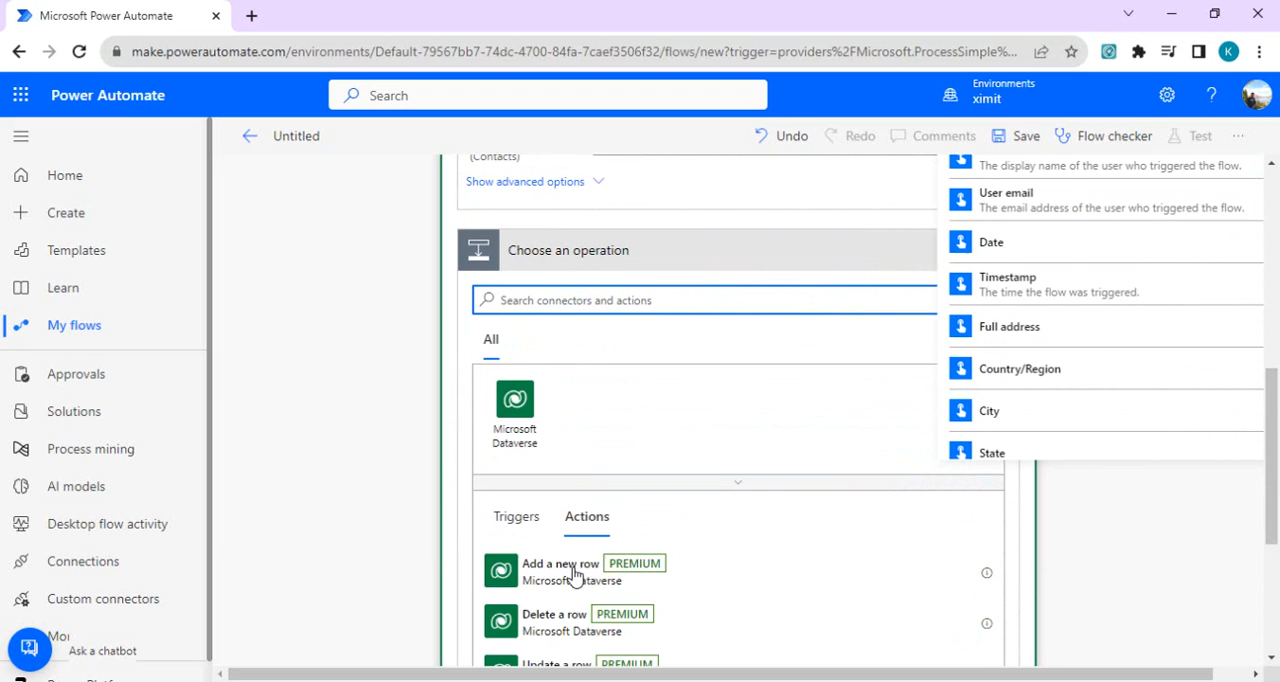 Microsoft Power Automate
make.powerautomate.com/environments/Default-79567bb7-74dc-4700-84fa-7caef3506f32/flows/new?trigger=providers%2FMicrosoft.ProcessSimple%...
K
Power Automate
Search
Environments
ximit
Untitled
Undo
Redo
Comments
Save
Flow checker
Test
Home
Create
Templates
Learn
My flows
Approvals
Solutions
Process mining
AI models
Desktop flow activity
Connections
Custom connectors
Ask a chatbot
(Contacts)
Show advanced options
Choose an operation
Search connectors and actions
All
Microsoft
Dataverse
Triggers
Actions
Add a new row PREMIUM
Microsoft Dataverse
Delete a row PREMIUM
Microsoft Dataverse
Update a row PREMIUM
The display name of the user who triggered the flow.
User email
The email address of the user who triggered the flow.
Date
Timestamp
The time the flow was triggered.
Full address
Country/Region
City
State